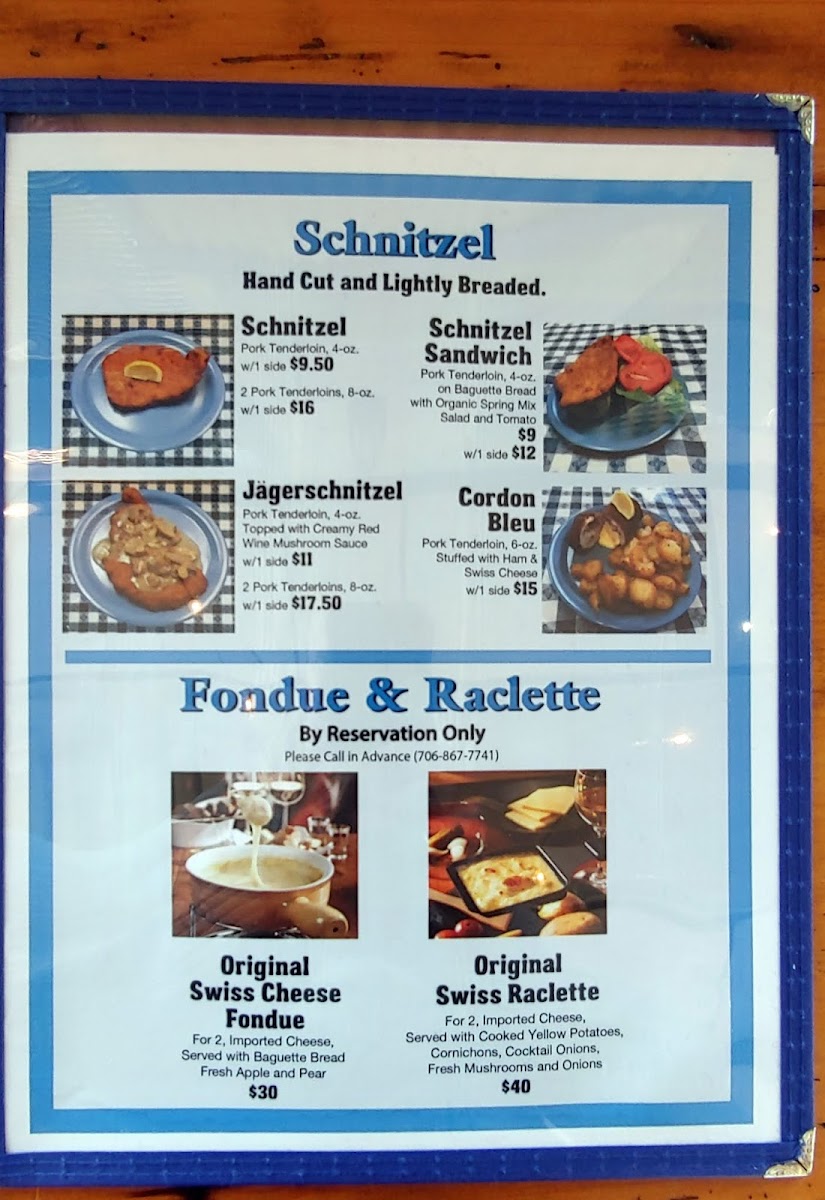 Schnitzel
Hand Cut and Lightly Breaded.
Schnitzel
Pork Tenderloin, 4-oz.
w/1 side $9.50
2 Pork Tenderloins, 8-oz.
w/1 side $16
Schnitzel
Sandwich
Pork Tenderloin, 4-oz.
on Baguette Bread
with Organic Spring Mix
Salad and Tomato
$9
w/1 side $12
Jägerschnitzel
Pork Tenderloin, 4-oz.
Topped with Creamy Red
Wine Mushroom Sauce
w/1 side $11
2 Pork Tenderloins, 8-oz.
w/1 side $17.50
Cordon
Bleu
Pork Tenderloin, 6-oz.
Stuffed with Ham &
Swiss Cheese
w/1 side $15
Fondue & Raclette
By Reservation Only
Please Call in Advance (706-867-7741)
Original
Swiss Cheese
Fondue
For 2, Imported Cheese,
Served with Baguette Bread
Fresh Apple and Pear
$30
Original
Swiss Raclette
For 2, Imported Cheese,
Served with Cooked Yellow Potatoes,
Cornichons, Cocktail Onions,
Fresh Mushrooms and Onions
$40